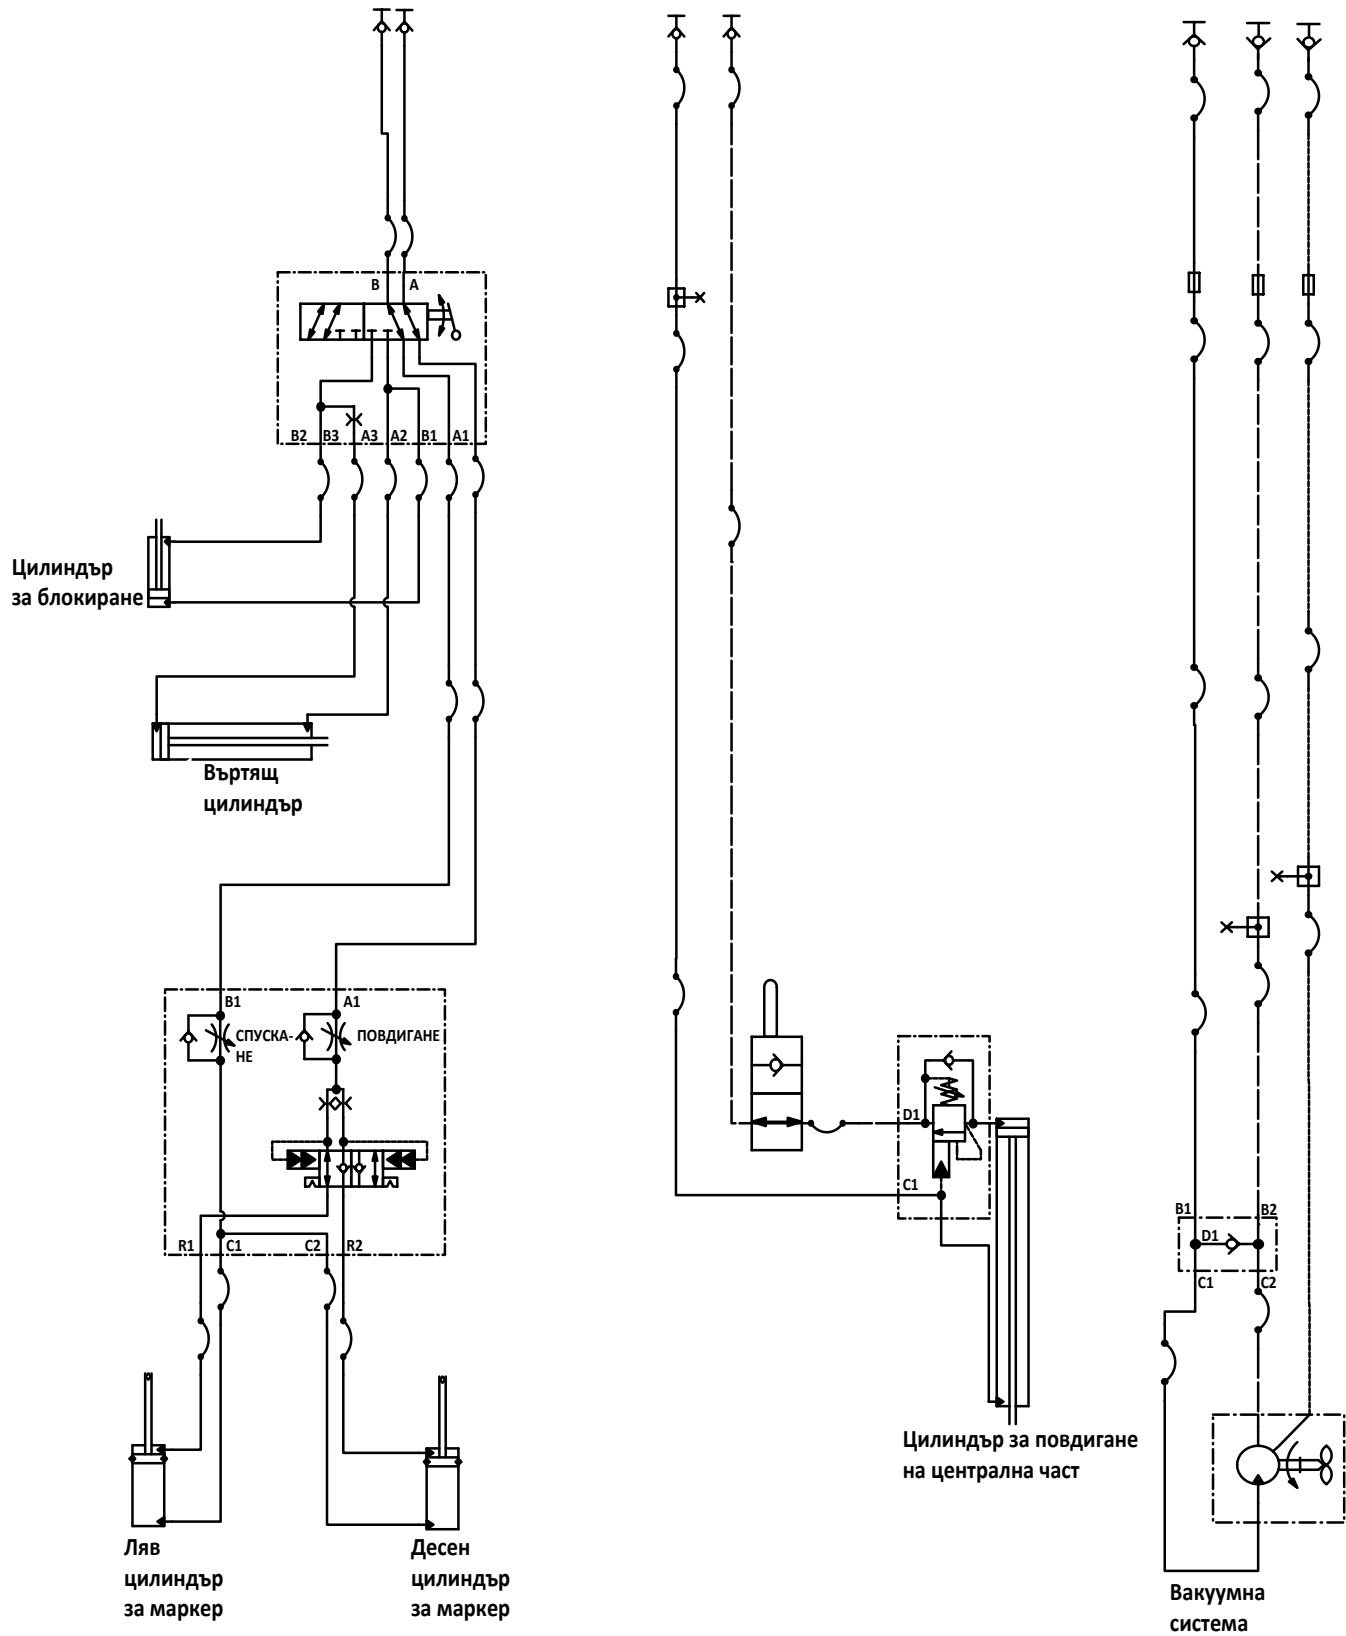 B A
B2 B3 A3 A2 B1 A1
Цилиндър
за блокиране
Въртящ
цилиндър
B1 A1
СПУСКА-
НЕ
ПОВДИГАНЕ
R1 C1 C2 R2
Ляв
цилиндър
за маркер
Десен
цилиндър
за маркер
D1
C1
Цилиндър за повдигане
на централна част
B1 B2
D1
C1 C2
Вакуумна
система